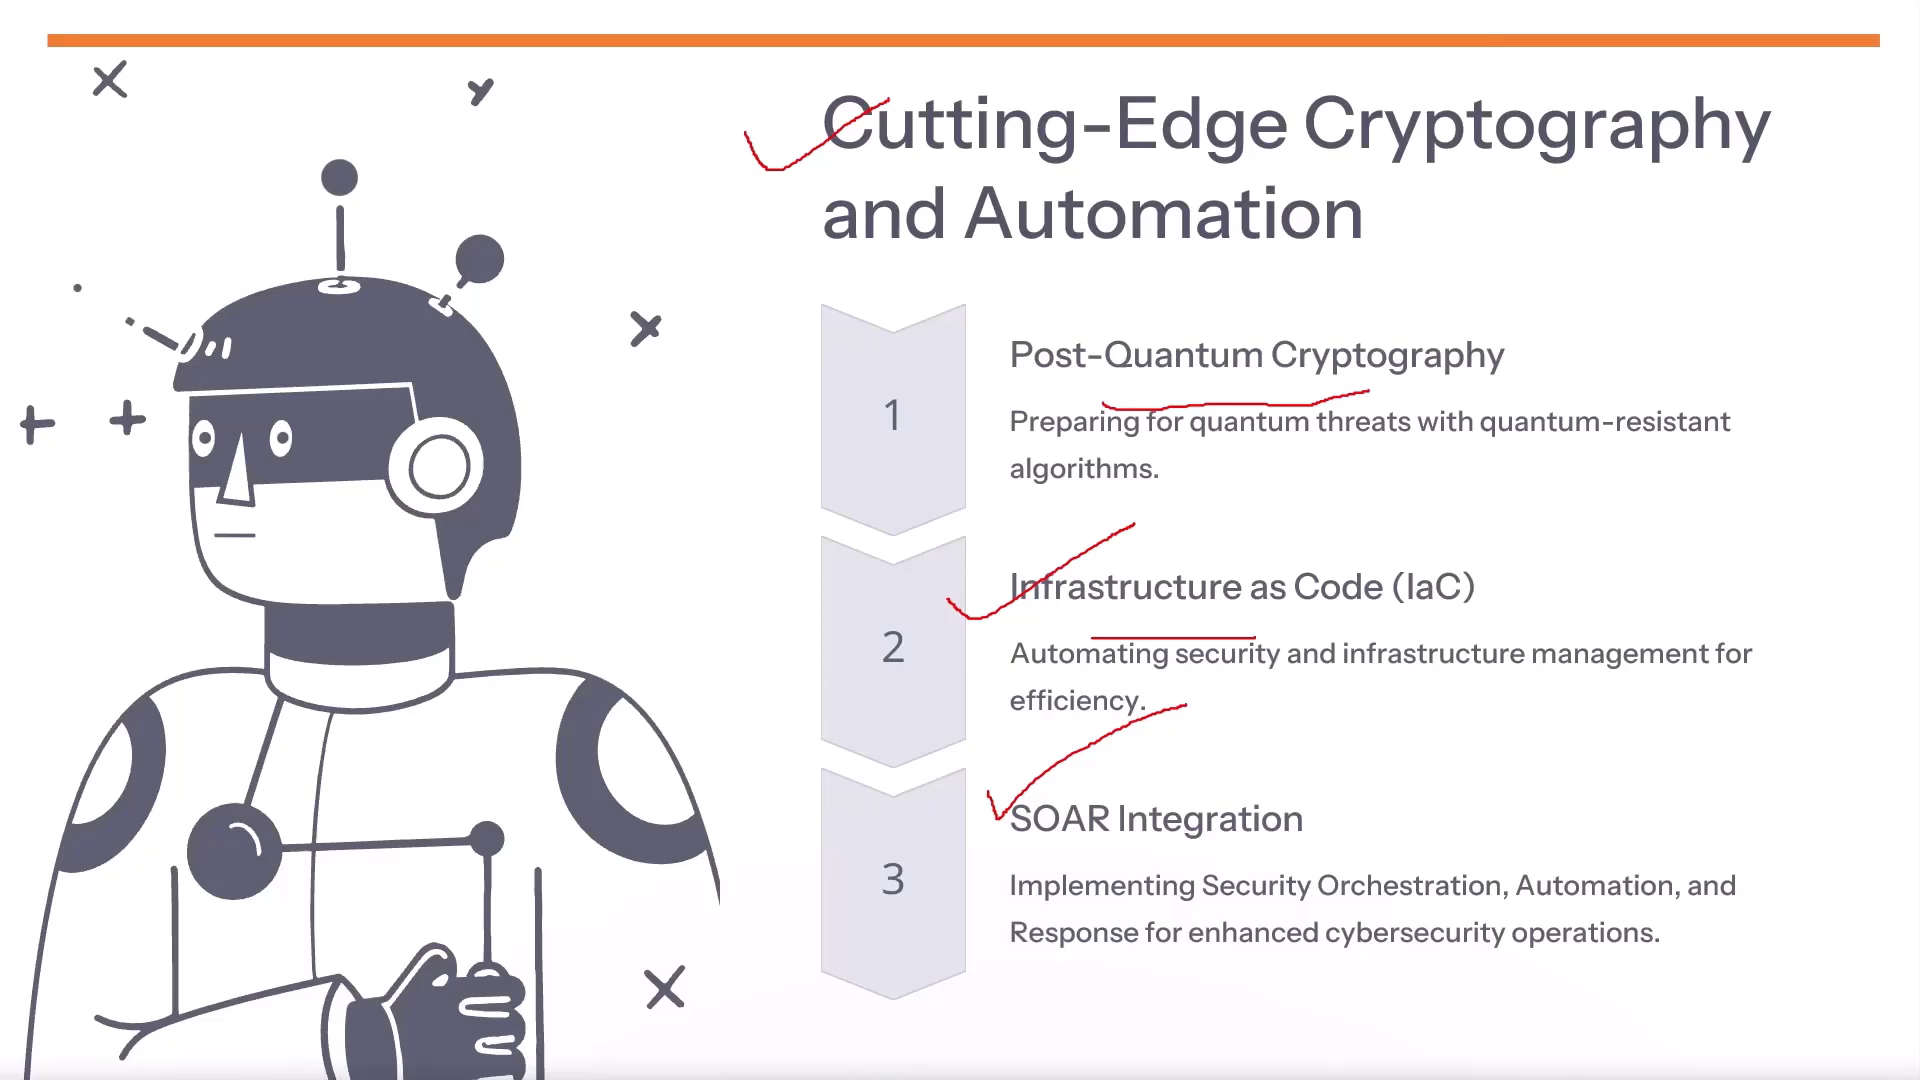 Cutting-Edge Cryptography
and Automation
1
Post-Quantum Cryptography
Preparing for quantum threats with quantum-resistant
algorithms.
2
Infrastructure as Code (IaC)
Automating security and infrastructure management for
efficiency.
3
SOAR Integration
Implementing Security Orchestration, Automation, and
Response for enhanced cybersecurity operations.